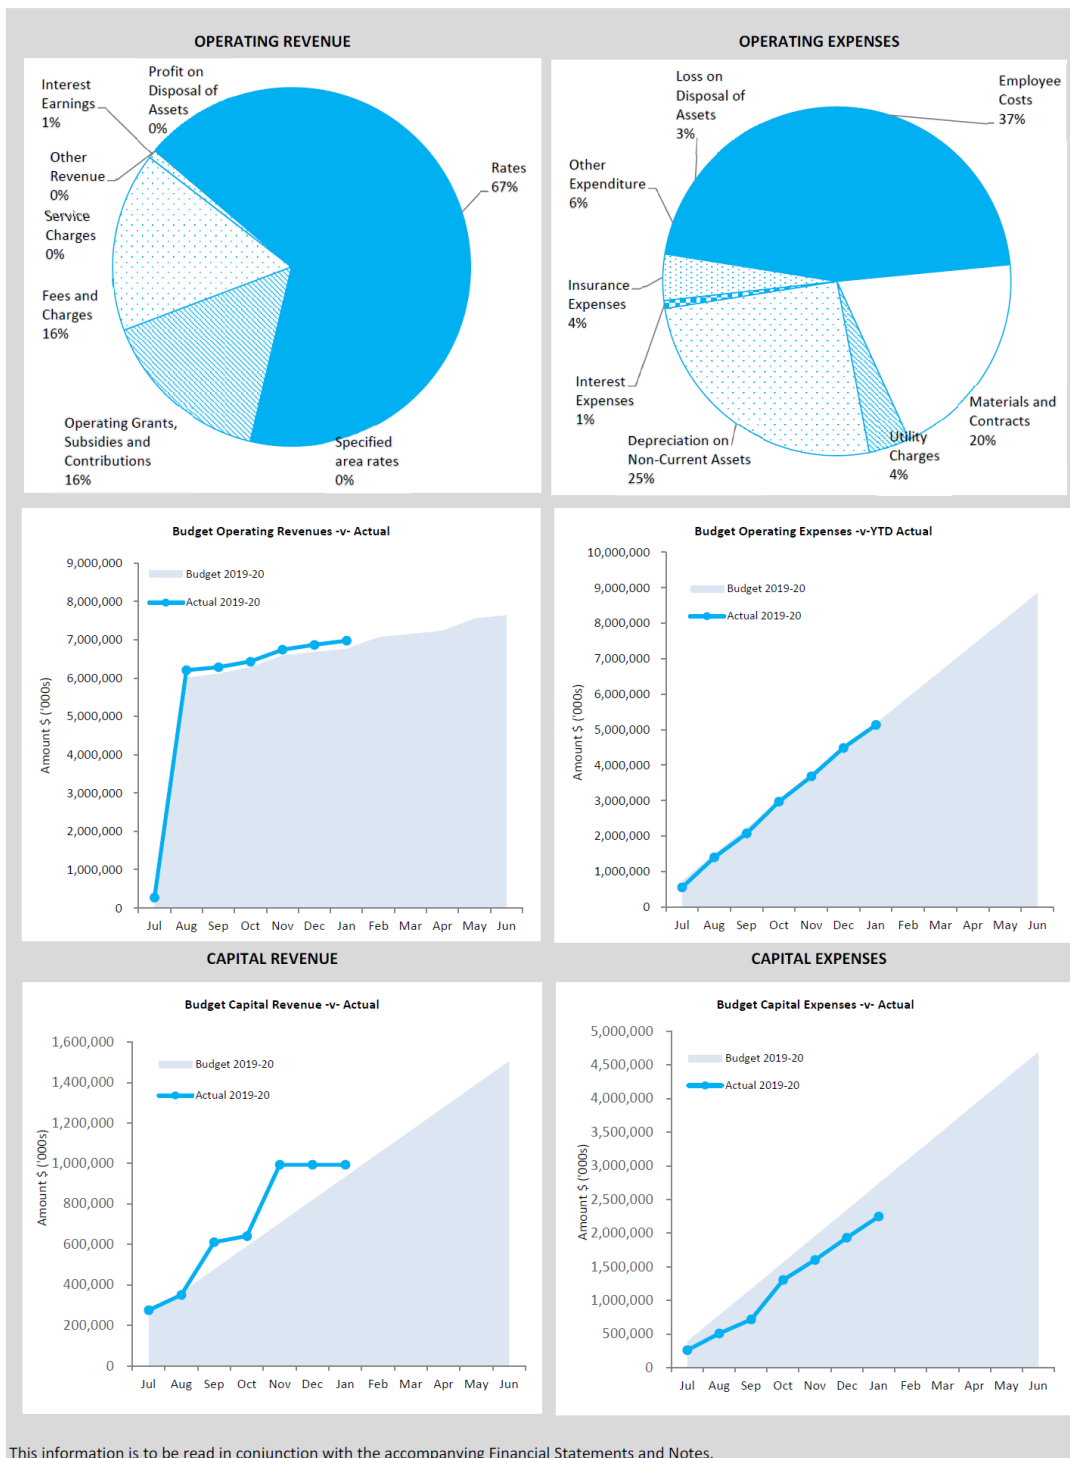 OPERATING REVENUE
Profit on
Disposal of
Assets
0%
Interest
Earnings
1%
Other
Revenue
0%
Service
Charges
0%
Fees and
Charges
16%
Operating Grants,
Subsidies and
Contributions
16%
Specified
area rates
0%
Rates
67%
OPERATING EXPENSES
Loss on
Disposal of
Assets
3%
Employee
Costs
37%
Other
Expenditure
6%
Insurance
Expenses
4%
Interest
Expenses
1%
Depreciation on
Non-Current Assets
25%
Utility
Charges
4%
Materials and
Contracts
20%
Budget Operating Revenues -v- Actual
Budget 2019-20
Actual 2019-20
Amount $ ('000s)
9,000,000
8,000,000
7,000,000
6,000,000
5,000,000
4,000,000
3,000,000
2,000,000
1,000,000
0
Jul Aug Sep Oct Nov Dec Jan Feb Mar Apr May Jun
Budget Operating Expenses -v-YTD Actual
Budget 2019-20
Actual 2019-20
Amount $ ('000s)
10,000,000
9,000,000
8,000,000
7,000,000
6,000,000
5,000,000
4,000,000
3,000,000
2,000,000
1,000,000
0
Jul Aug Sep Oct Nov Dec Jan Feb Mar Apr May Jun
CAPITAL REVENUE
Budget Capital Revenue -v- Actual
Budget 2019-20
Actual 2019-20
Amount $ ('000s)
1,600,000
1,400,000
1,200,000
1,000,000
800,000
600,000
400,000
200,000
0
Jul Aug Sep Oct Nov Dec Jan Feb Mar Apr May Jun
CAPITAL EXPENSES
Budget Capital Expenses -v- Actual
Budget 2019-20
Actual 2019-20
Amount $ ('000s)
5,000,000
4,500,000
4,000,000
3,500,000
3,000,000
2,500,000
2,000,000
1,500,000
1,000,000
500,000
0
Jul Aug Sep Oct Nov Dec Jan Feb Mar Apr May Jun
This information is to be read in conjunction with the accompanying Financial Statements and Notes.